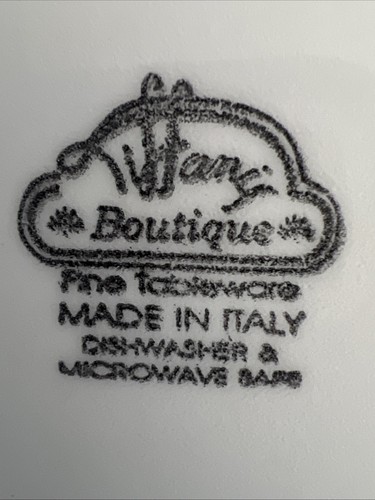 Tiffany
Boutique
Fine Tableware
MADE IN ITALY
DISHWASHER &
MICROWAVE SAFE